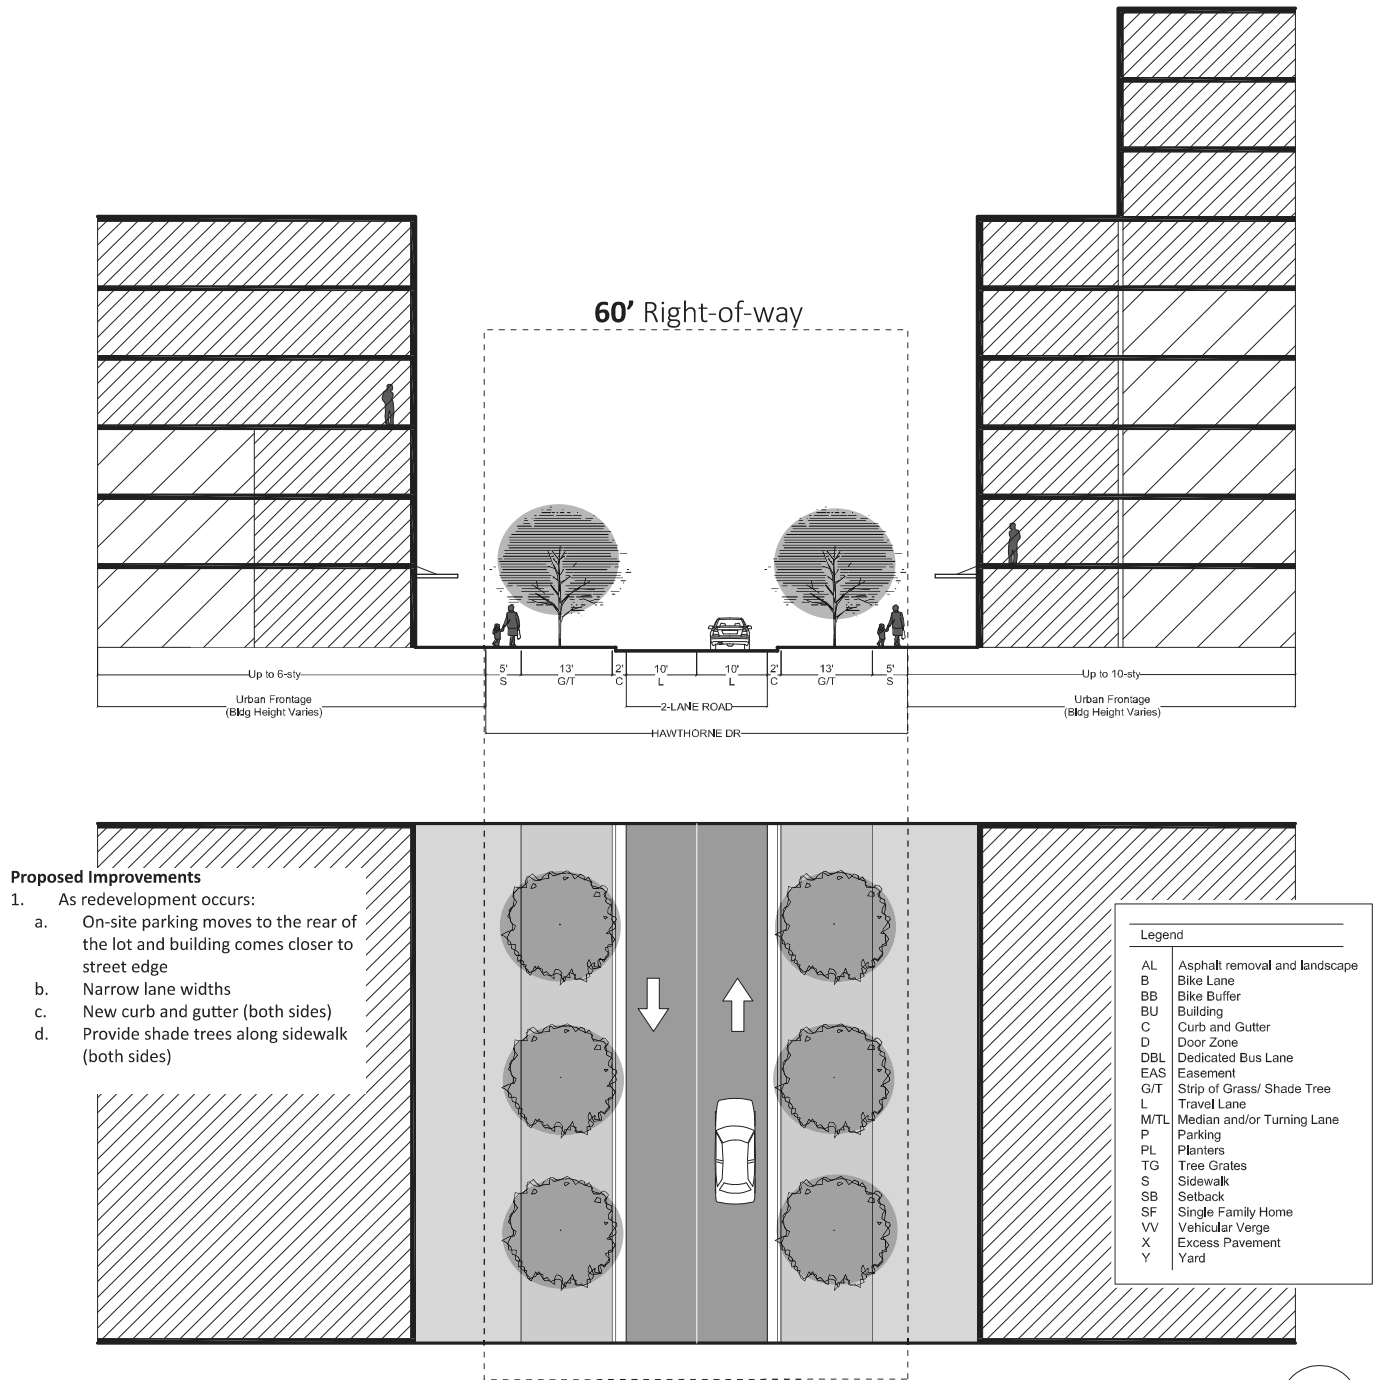 60' Right-of-way
5' 13' 2' 10' 10' 2' 13' 5'
S G/T C L L C G/T S
Up to 6-sty
Up to 10-sty
Urban Frontage
(Bldg Height Varies)
Urban Frontage
(Bldg Height Varies)
2-LANE ROAD
HAWTHORNE DR
Proposed Improvements
1. As redevelopment occurs:
a. On-site parking moves to the rear of
the lot and building comes closer to
street edge
b. Narrow lane widths
c. New curb and gutter (both sides)
d. Provide shade trees along sidewalk
(both sides)
Legend
AL Asphalt removal and landscape
B Bike Lane
BB Bike Buffer
BU Building
C Curb and Gutter
D Door Zone
DBL Dedicated Bus Lane
EAS Easement
G/T Strip of Grass/ Shade Tree
L Travel Lane
M/TL Median and/or Turning Lane
P Parking
PL Planters
TG Tree Grates
S Sidewalk
SB Setback
SF Single Family Home
VV Vehicular Verge
X Excess Pavement
Y Yard